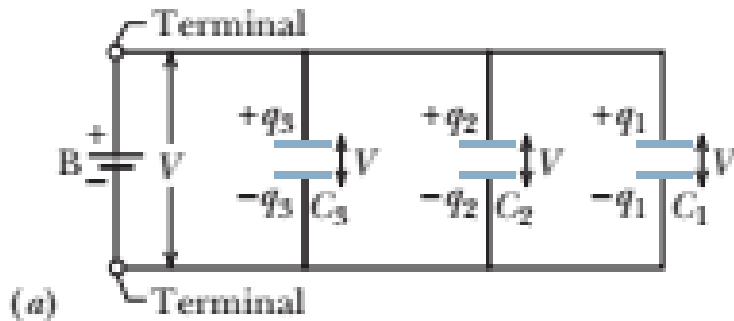 Terminal
+q3 +q2 +q1
+
B V V V V
−
−q3 C3 −q2 C2 −q1 C1
(a) Terminal